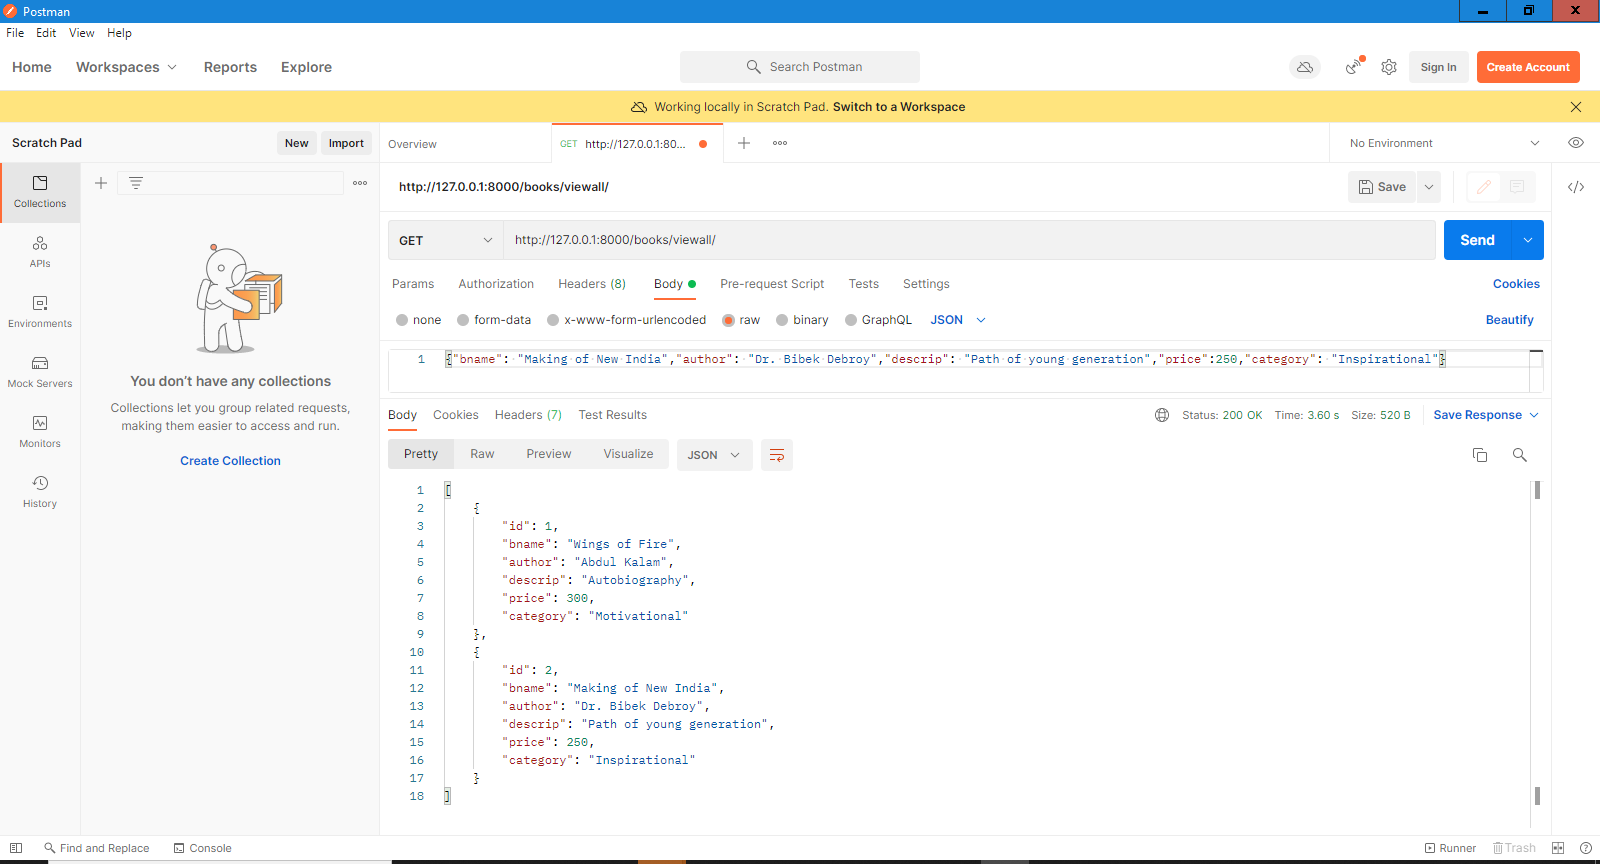 Postman
File Edit View Help
Home Workspaces Reports Explore Search Postman Sign In Create Account
Working locally in Scratch Pad. Switch to a Workspace
Scratch Pad New Import Overview GET http://127.0.0.1:80... No Environment
Collections
APIs
Environments
Mock Servers
Monitors
History
You don't have any collections
Collections let you group related requests,
making them easier to access and run.
Create Collection
http://127.0.0.1:8000/books/viewall/ Save
GET http://127.0.0.1:8000/books/viewall/ Send
Params Authorization Headers (8) Body Pre-request Script Tests Settings Cookies
none form-data x-www-form-urlencoded raw binary GraphQL JSON Beautify
1 {"bname": "Making of New India","author": "Dr. Bibek Debroy","descrip": "Path of young generation","price":250,"category": "Inspirational"}
Body Cookies Headers (7) Test Results Status: 200 OK Time: 3.60 s Size: 520 B Save Response
Pretty Raw Preview Visualize JSON
1 [
2 {
3 "id": 1,
4 "bname": "Wings of Fire",
5 "author": "Abdul Kalam",
6 "descrip": "Autobiography",
7 "price": 300,
8 "category": "Motivational"
9 },
10 {
11 "id": 2,
12 "bname": "Making of New India",
13 "author": "Dr. Bibek Debroy",
14 "descrip": "Path of young generation",
15 "price": 250,
16 "category": "Inspirational"
17 }
18 ]
Find and Replace Console Runner Trash